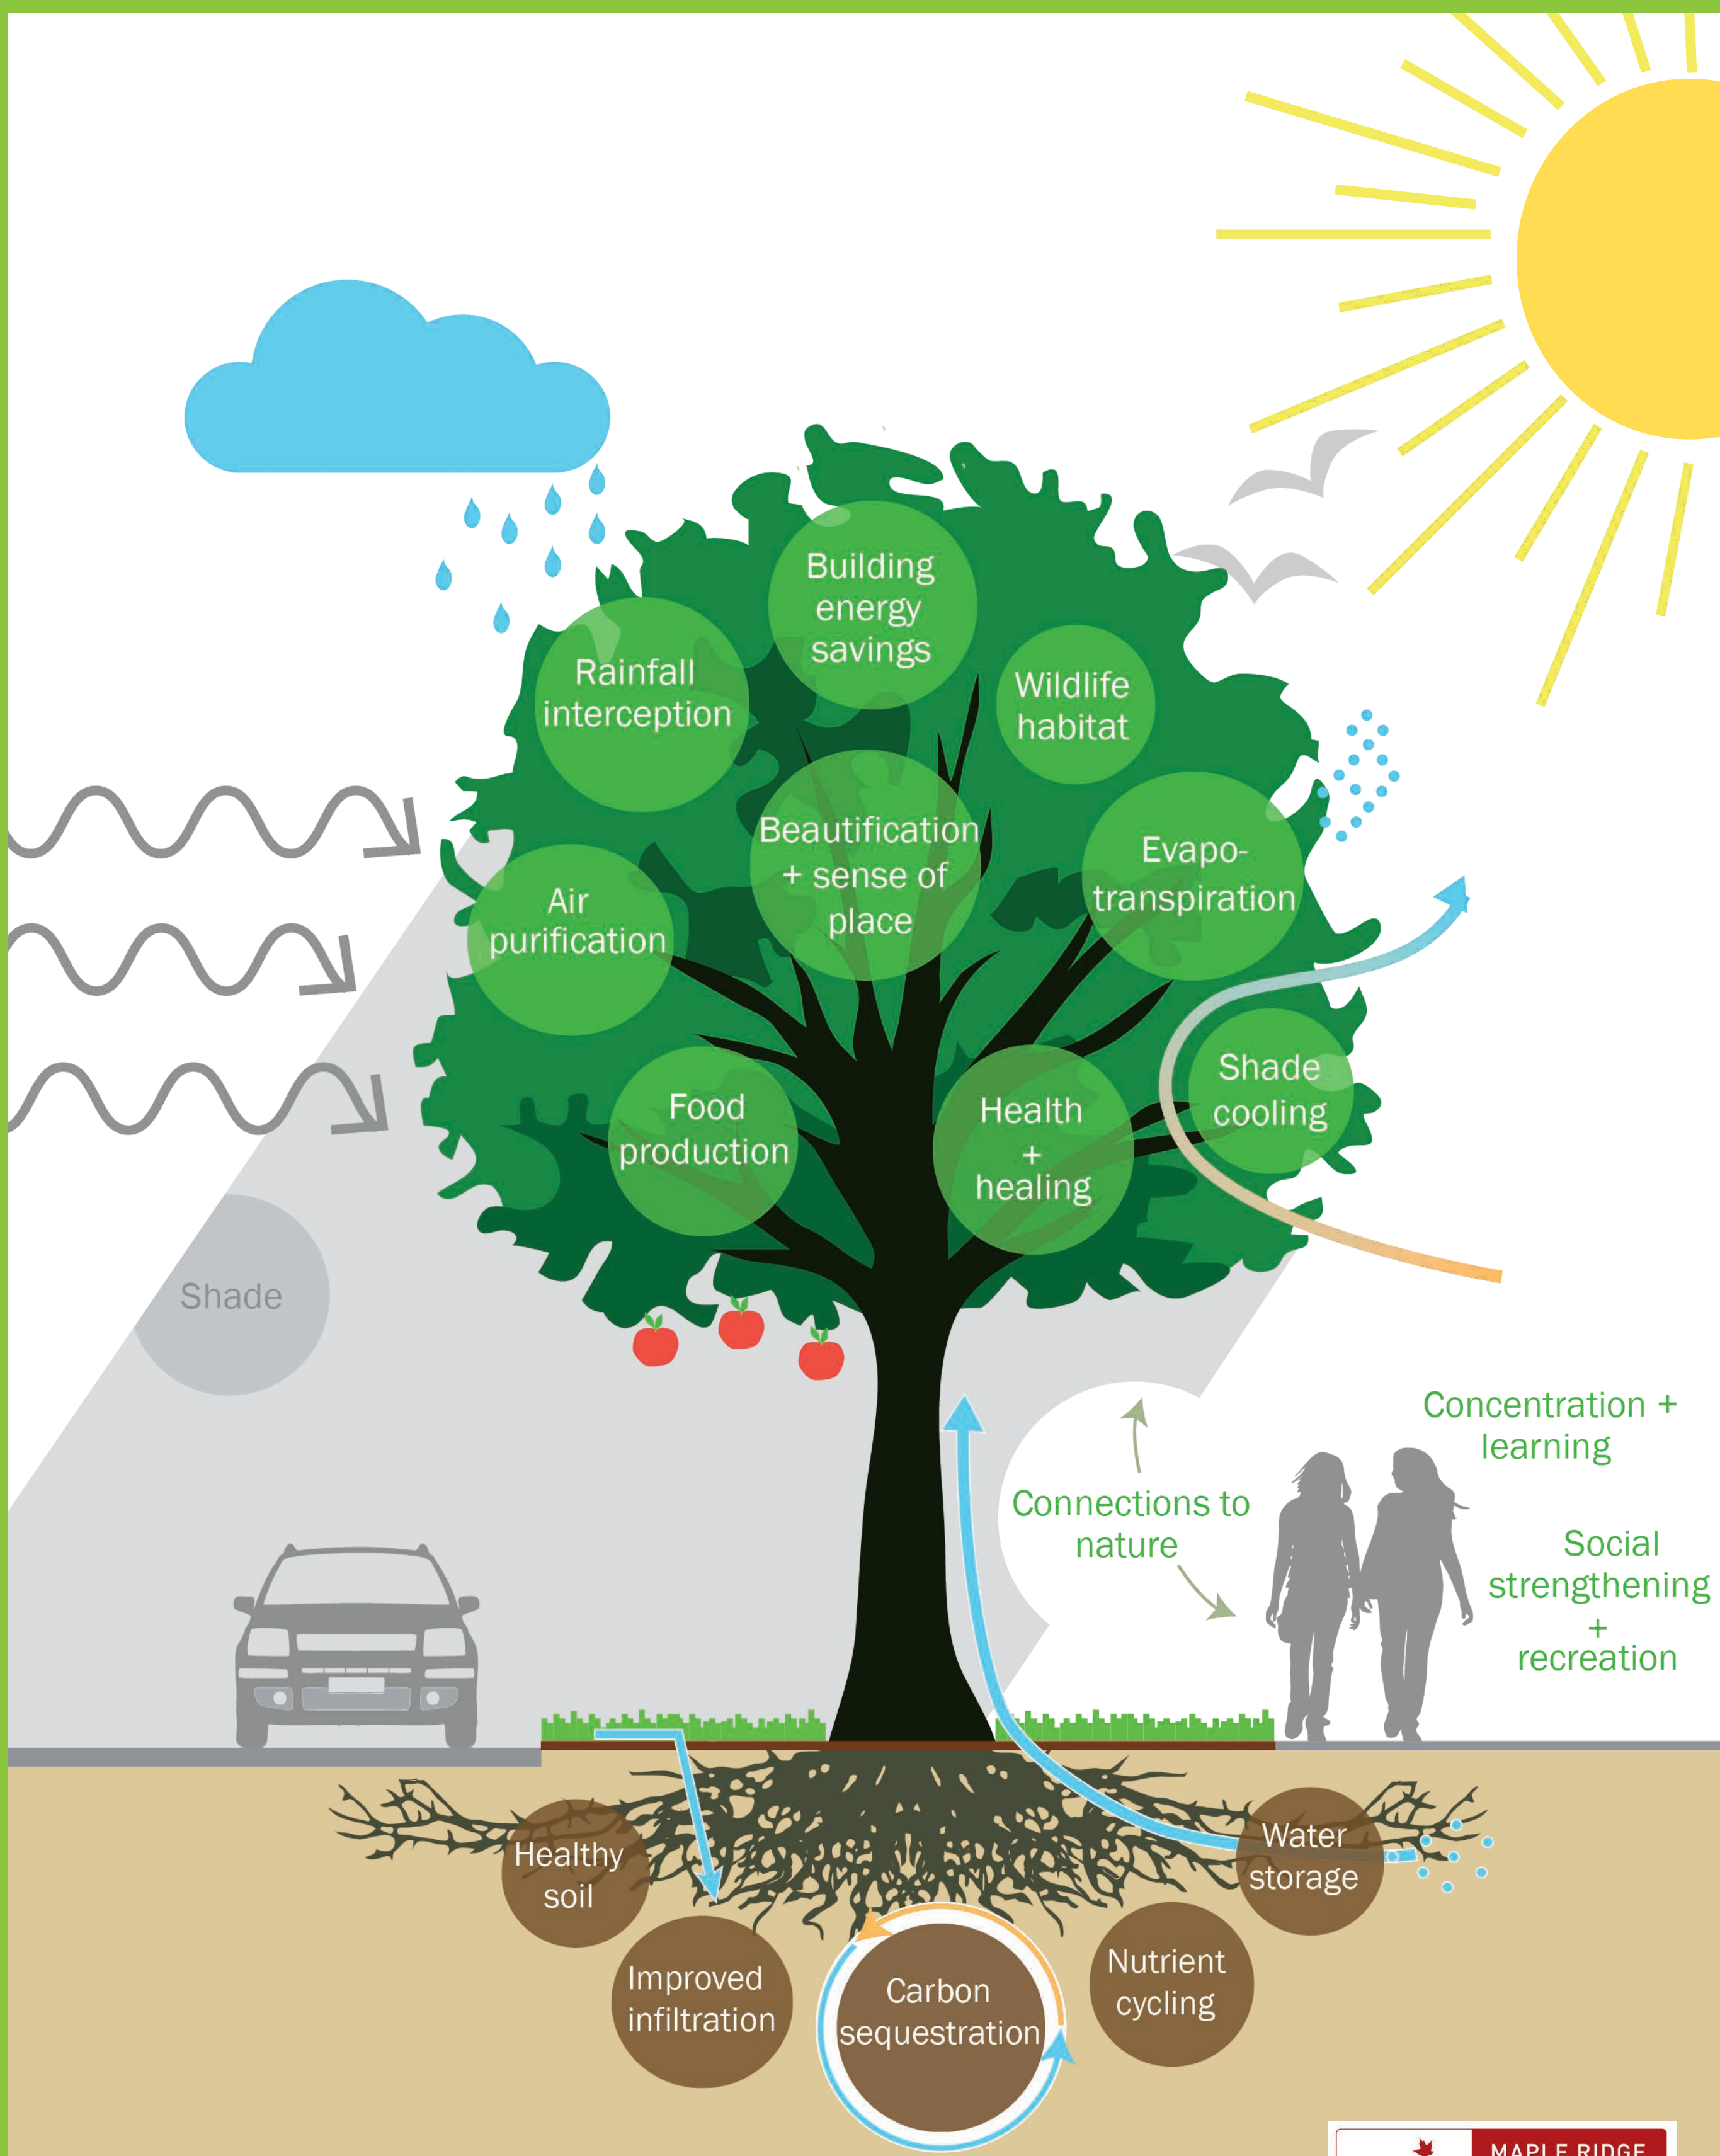 Building
energy
savings
Rainfall
interception
Wildlife
habitat
Beautification
+ sense of
place
Evapo-
transpiration
Air
purification
Shade
cooling
Food
production
Health
+
healing
Shade
Concentration +
learning
Connections to
nature
Social
strengthening
+
recreation
Healthy
soil
Water
storage
Improved
infiltration
Carbon
sequestration
Nutrient
cycling
MAPLE RIDGE